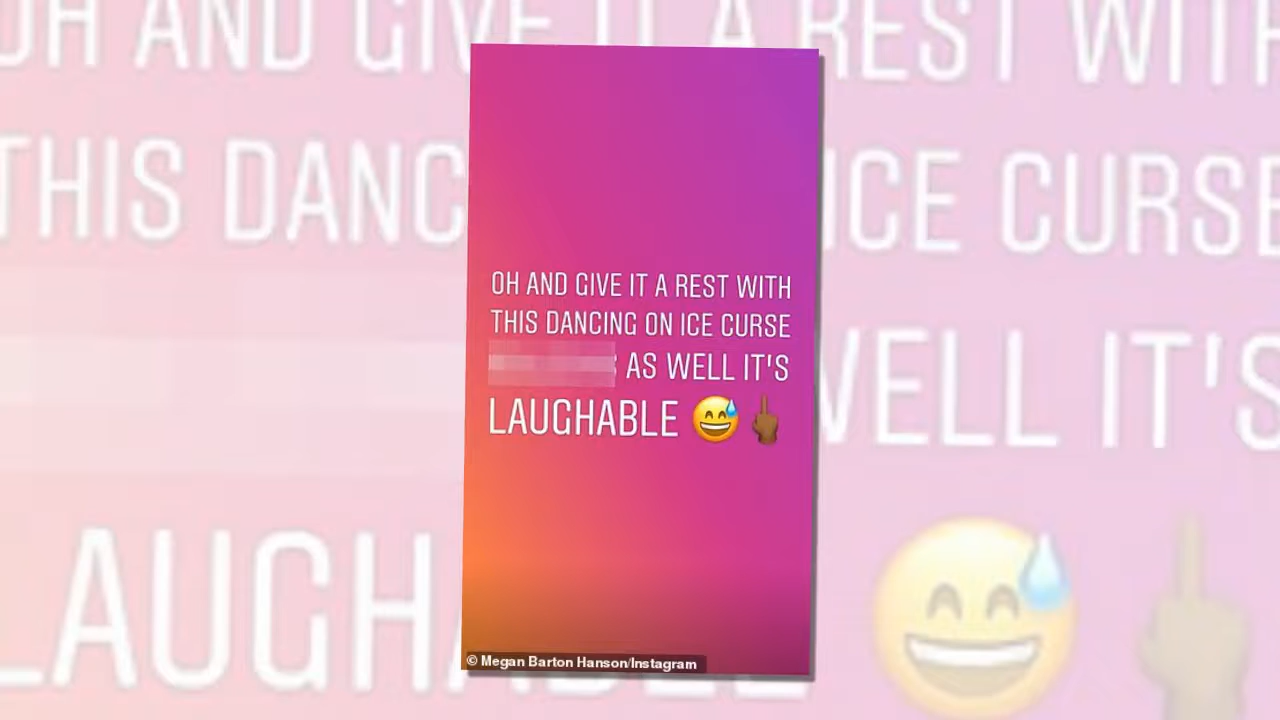 OH AND GIVE IT A REST WITH
THIS DANCING ON ICE CURSE
AS WELL IT'S
LAUGHABLE 😅🖕🏾
© Megan Barton Hanson/Instagram